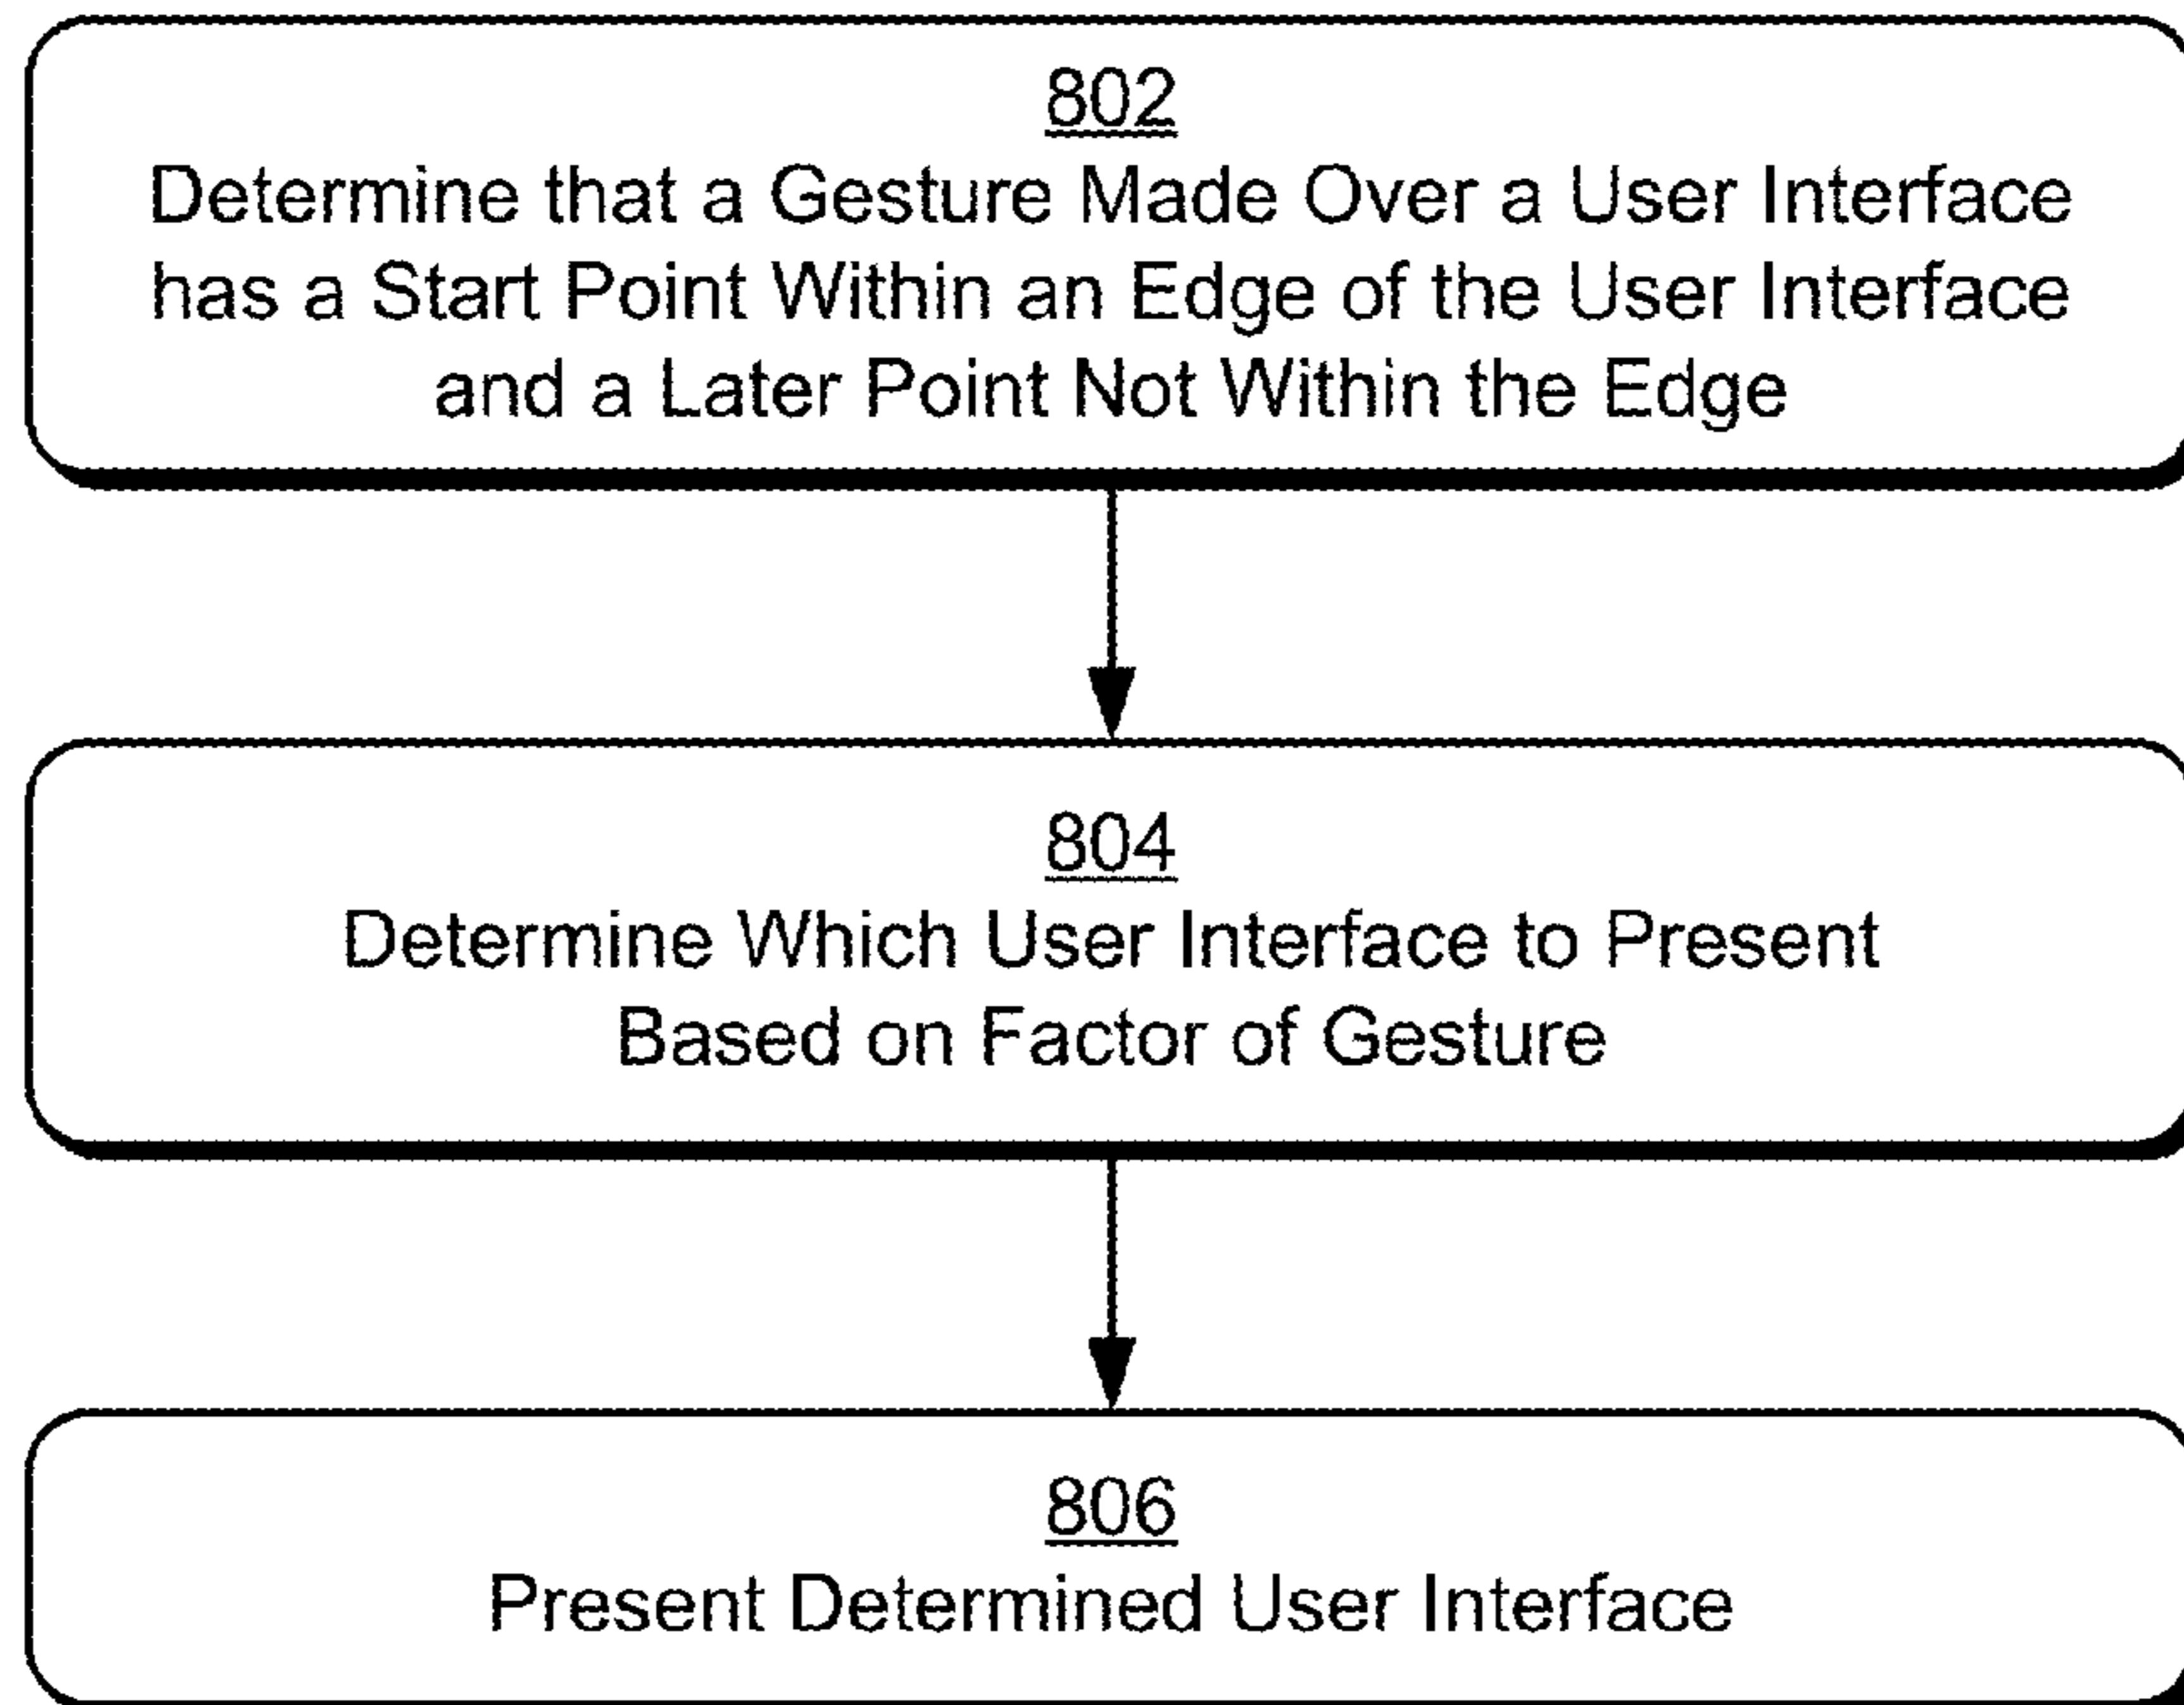 802
Determine that a Gesture Made Over a User Interface
has a Start Point Within an Edge of the User Interface
and a Later Point Not Within the Edge
804
Determine Which User Interface to Present
Based on Factor of Gesture
806
Present Determined User Interface